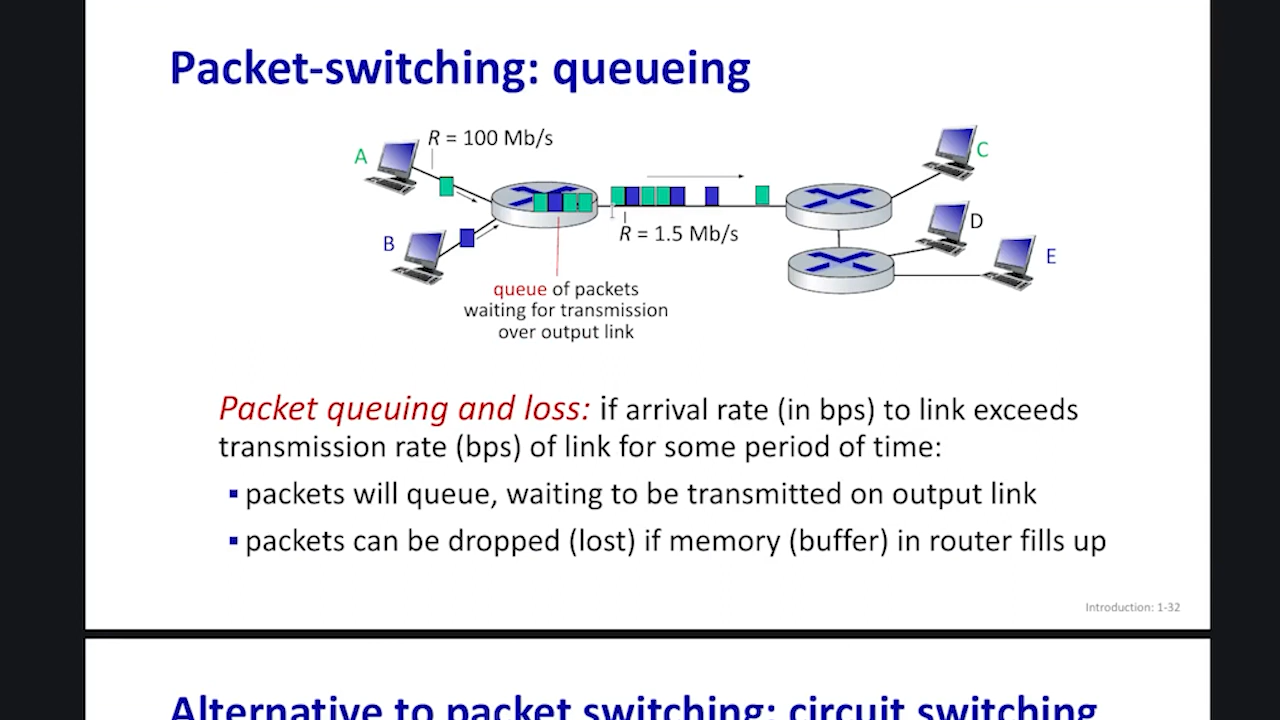 Packet-switching: queueing
R = 100 Mb/s
A
B
C
D
E
R = 1.5 Mb/s
queue of packets
waiting for transmission
over output link
Packet queuing and loss: if arrival rate (in bps) to link exceeds
transmission rate (bps) of link for some period of time:
▪ packets will queue, waiting to be transmitted on output link
▪ packets can be dropped (lost) if memory (buffer) in router fills up
Introduction: 1-32
Alternative to packet switching: circuit switching